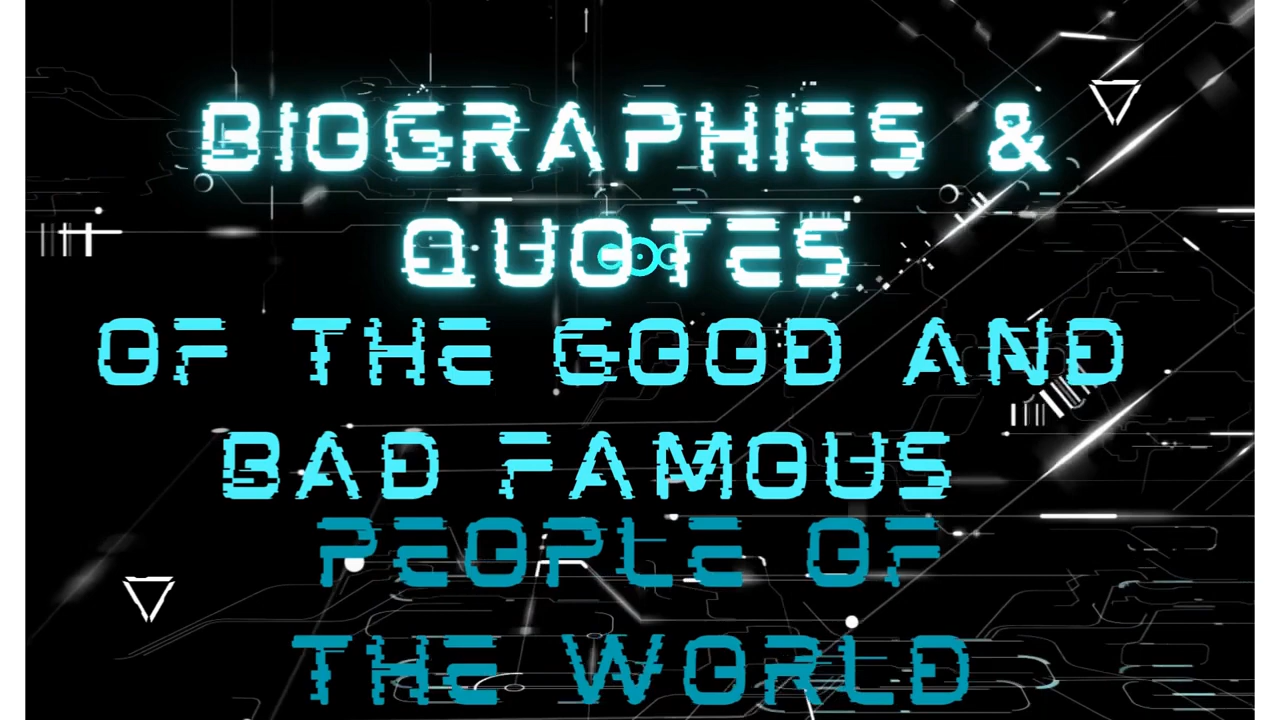 BIOGRAPHIES &
QUOTES
OF THE GOOD AND
BAD FAMOUS
PEOPLE OF
THE WORLD